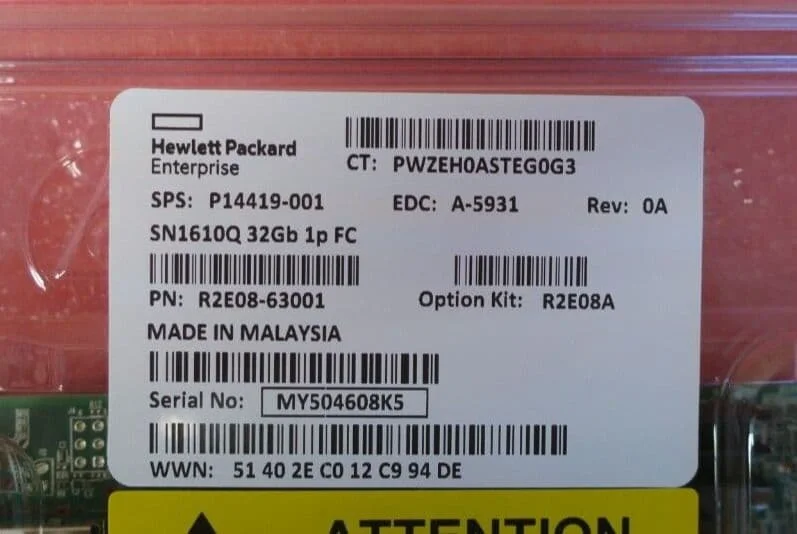 Hewlett Packard
Enterprise
CT: PWZEH0ASTEG0G3
SPS: P14419-001 EDC: A-5931 Rev: 0A
SN1610Q 32Gb 1p FC
PN: R2E08-63001 Option Kit: R2E08A
MADE IN MALAYSIA
Serial No: MY504608K5
WWN: 51 40 2E C0 12 C9 94 DE
ATTENTION